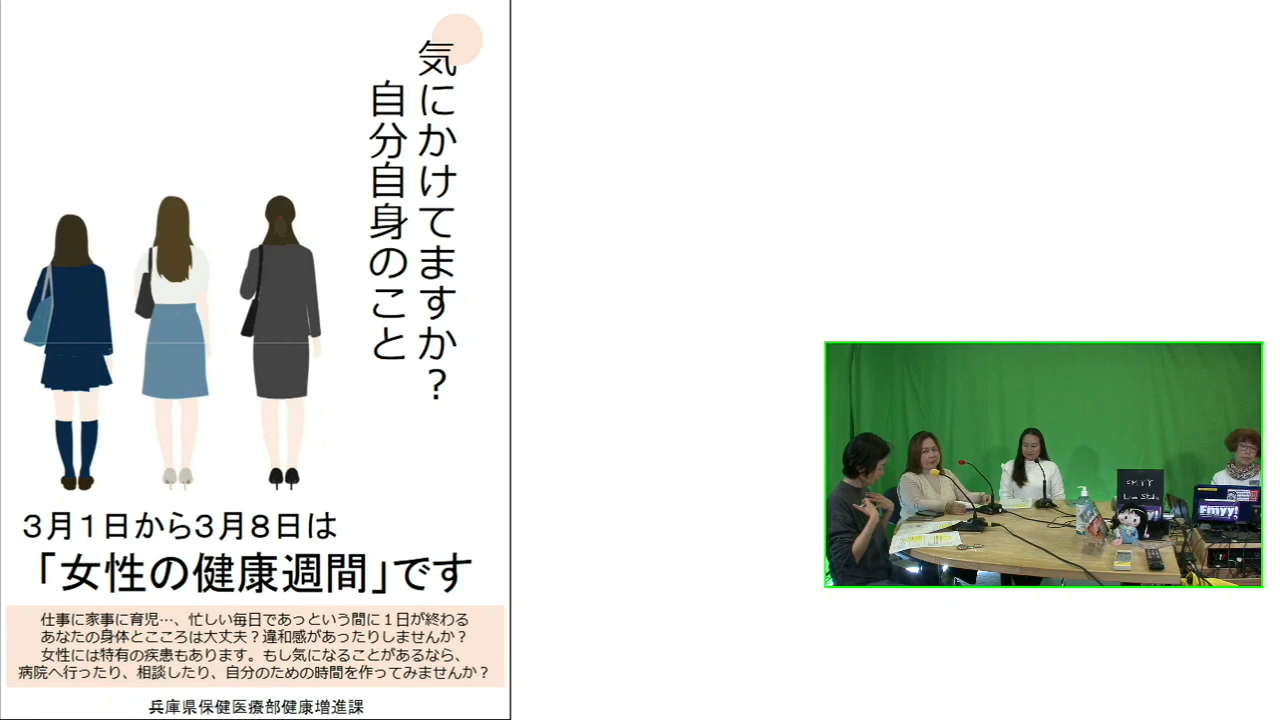 気にかけてますか？
自分自身のこと
３月１日から３月８日は
「女性の健康週間」です
仕事に家事に育児…、忙しい毎日であっという間に１日が終わる
あなたの身体とこころは大丈夫？違和感があったりしませんか？
女性には特有の疾患もあります。もし気になることがあるなら、
病院へ行ったり、相談したり、自分のための時間を作ってみませんか？
兵庫県保健医療部健康増進課
FMYY
Fmyy!